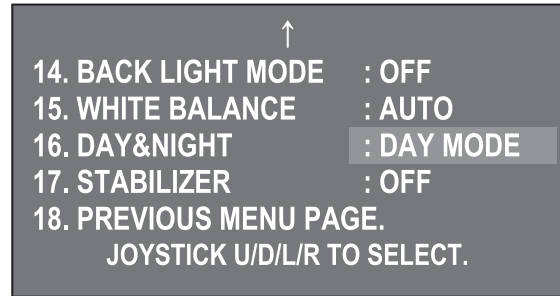 ↑
14. BACK LIGHT MODE : OFF
15. WHITE BALANCE : AUTO
16. DAY&NIGHT : DAY MODE
17. STABILIZER : OFF
18. PREVIOUS MENU PAGE.
JOYSTICK U/D/L/R TO SELECT.